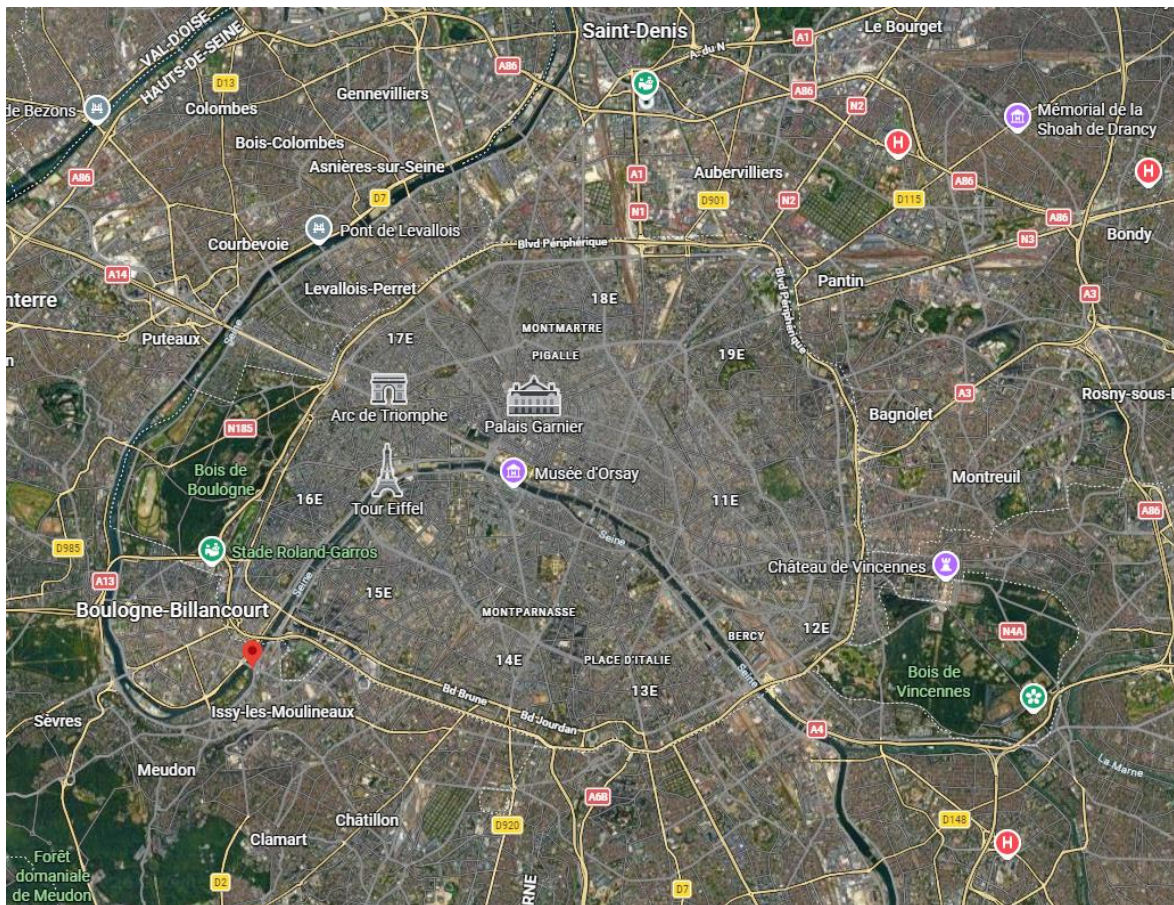 Saint-Denis
Le Bourget
VAL-D'OISE
HAUTS-DE-SEINE
A1
A. du N
A86
D13
Gennevilliers
Colombes
de Bezons
A86
N2
Mémorial de la
Shoah de Drancy
Bois-Colombes
Asnières-sur-Seine
H
H
A86
A1
Aubervilliers
A86
D7
D901
N2
D115
N1
A86
Pont de Levallois
Courbevoie
Blvd Périphérique
N3
Bondy
A14
Pantin
Levallois-Perret
Blvd Périphérique
A3
nterre
18E
Puteaux
Seine
17E
MONTMARTRE
PIGALLE
19E
A3
Rosny-sous-
Arc de Triomphe
Palais Garnier
Bagnolet
N185
Bois de
Boulogne
Musée d'Orsay
Montreuil
16E
Tour Eiffel
11E
A86
D985
Stade Roland-Garros
Seine
Château de Vincennes
A13
Seine
15E
Boulogne-Billancourt
MONTPARNASSE
BERCY
12E
N4A
14E
PLACE D'ITALIE
Seine
Bois de
Vincennes
13E
Bd Brune
Issy-les-Moulineaux
Bd Jourdan
Sèvres
A4
La Marne
Meudon
A6B
Châtillon
D920
D148
Clamart
H
Forêt
domaniale
de Meudon
D2
RNE
D7